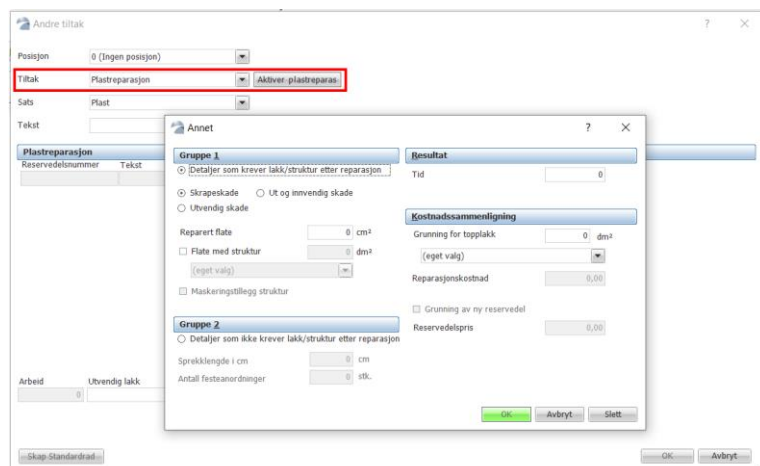 Andre tiltak ? ×
Posisjon 0 (Ingen posisjon)
Tiltak Plastreparasjon Aktiver plastreparas
Sats Plast
Tekst
Plastreparasjon
Reservedelsnummer Tekst
Arbeid Utvendig lakk
0
Skap Standardrad OK Avbryt
Annet ? ×
Gruppe 1
Detaljer som krever lakk/struktur etter reparasjon
Skrapeskade Ut og innvendig skade
Utvendig skade
Reparert flate 0 cm²
Flate med struktur 0 dm²
(eget valg)
Maskeringstillegg struktur
Gruppe 2
Detaljer som ikke krever lakk/struktur etter reparasjon
Sprekklengde i cm 0 cm
Antall festeanordninger 0 stk.
Resultat
Tid 0
Kostnadssammenligning
Grunning for topplakk 0 dm²
(eget valg)
Reparasjonskostnad 0,00
Grunning av ny reservedel
Reservedelspris 0,00
OK Avbryt Slett